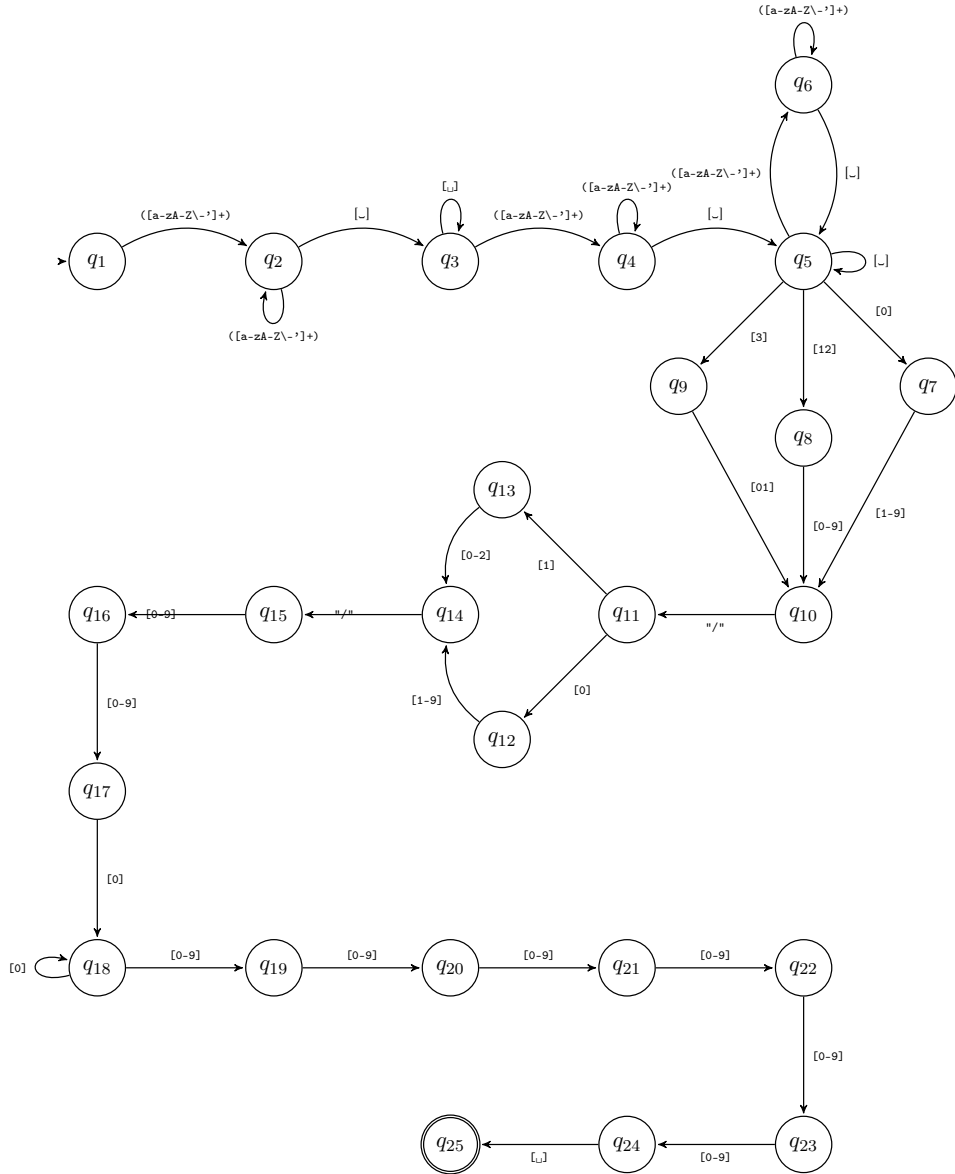 ([a-zA-Z\-']+)
q6
([a-zA-Z\-']+) [␣]
([a-zA-Z\-']+) [␣] [␣] ([a-zA-Z\-']+) ([a-zA-Z\-']+) [␣]
q1 q2 q3 q4 q5 [␣]
([a-zA-Z\-']+)
[3] [12] [0]
q9 q8 q7
[01] [0-9] [1-9]
q13
[0-2] [1]
q16 [0-9] q15 "/" q14 q11 "/" q10
[1-9] [0]
q12
[0-9]
q17
[0]
[0] q18 [0-9] q19 [0-9] q20 [0-9] q21 [0-9] q22
[0-9]
q25 [␣] q24 [0-9] q23